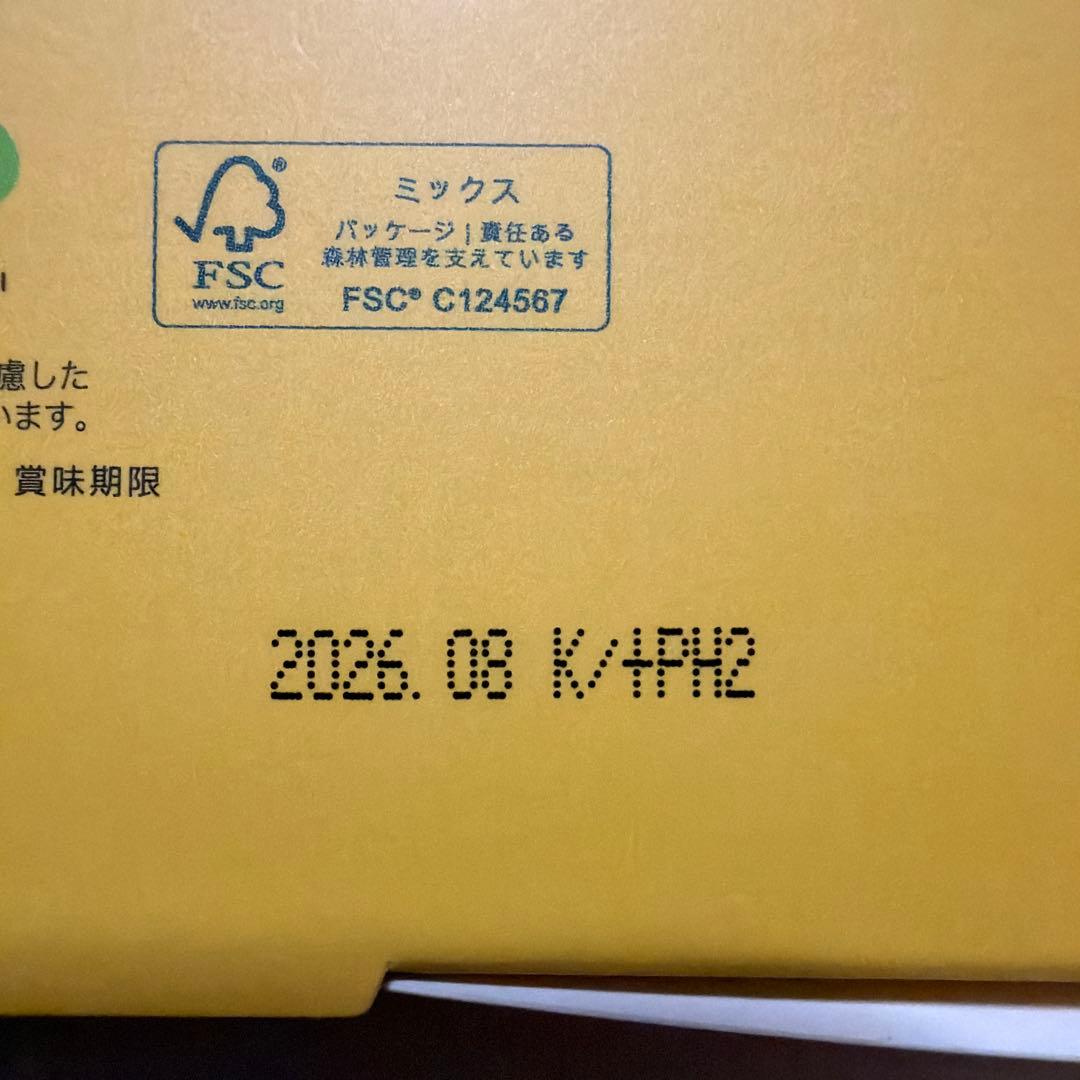 ミックス
パッケージ | 責任ある
森林管理を支えています
FSC® C124567
®
FSC
www.fsc.org
慮した
います。
賞味期限
2026.08 K/tPH2